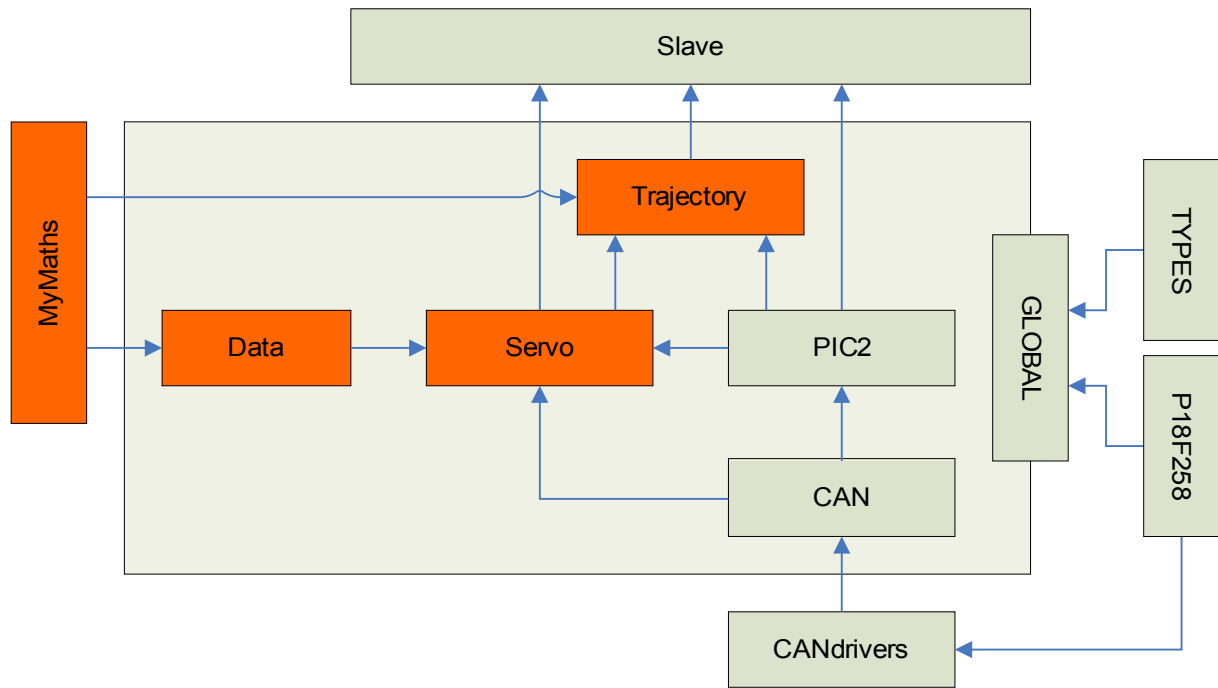 Slave
MyMaths
Trajectory
TYPES
GLOBAL
Data
Servo
PIC2
P18F258
CAN
CANdrivers